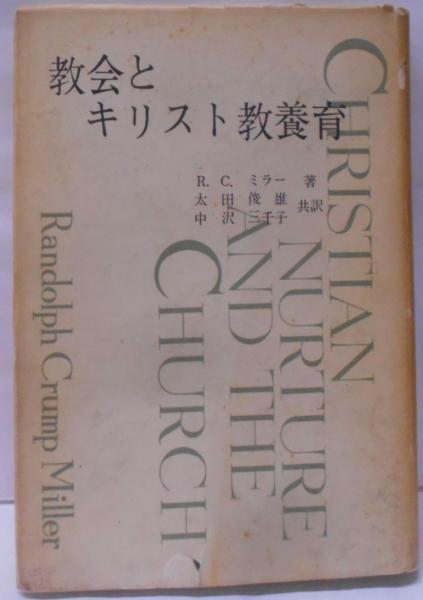 教会と
キリスト教養育
R. C. ミラー 著
太田俊雄
中沢三千子 共訳
CHRISTIAN
NURTURE
AND THE
CHURCH
Randolph Crump Miller